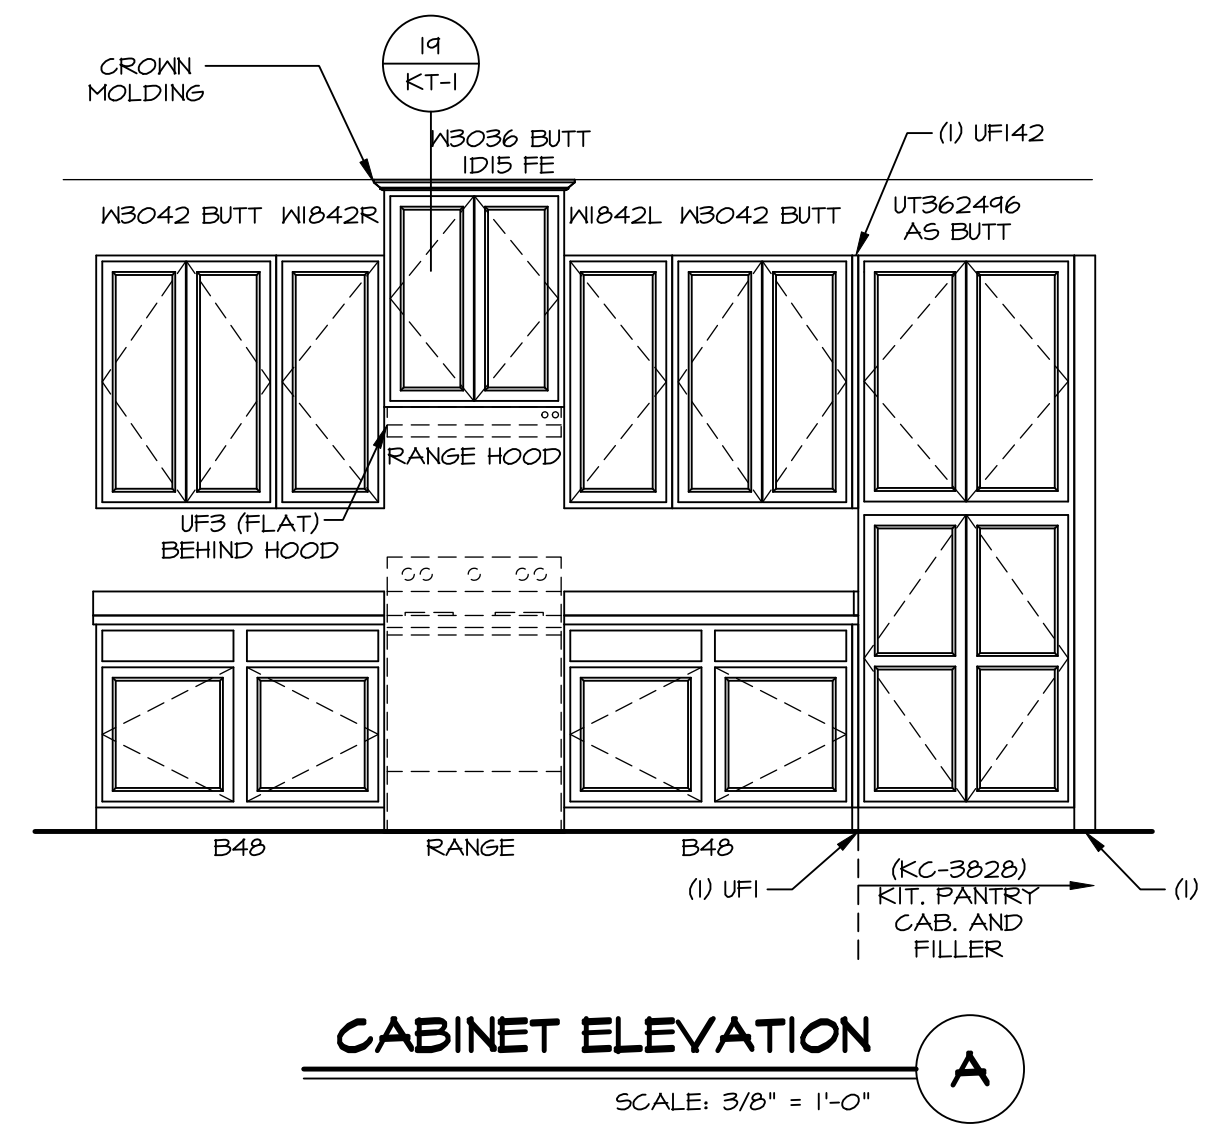 19
KT-1
CROWN
MOLDING
W3036 BUTT
1D15 FE
(1) UF142
W3042 BUTT
W1842R
W1842L
W3042 BUTT
UT362496
AS BUTT
RANGE HOOD
UF3 (FLAT)
BEHIND HOOD
B48
RANGE
B48
(1) UF1
(KC-3828)
KIT. PANTRY
CAB. AND
FILLER
(1)
CABINET ELEVATION
A
SCALE: 3/8" = 1'-0"